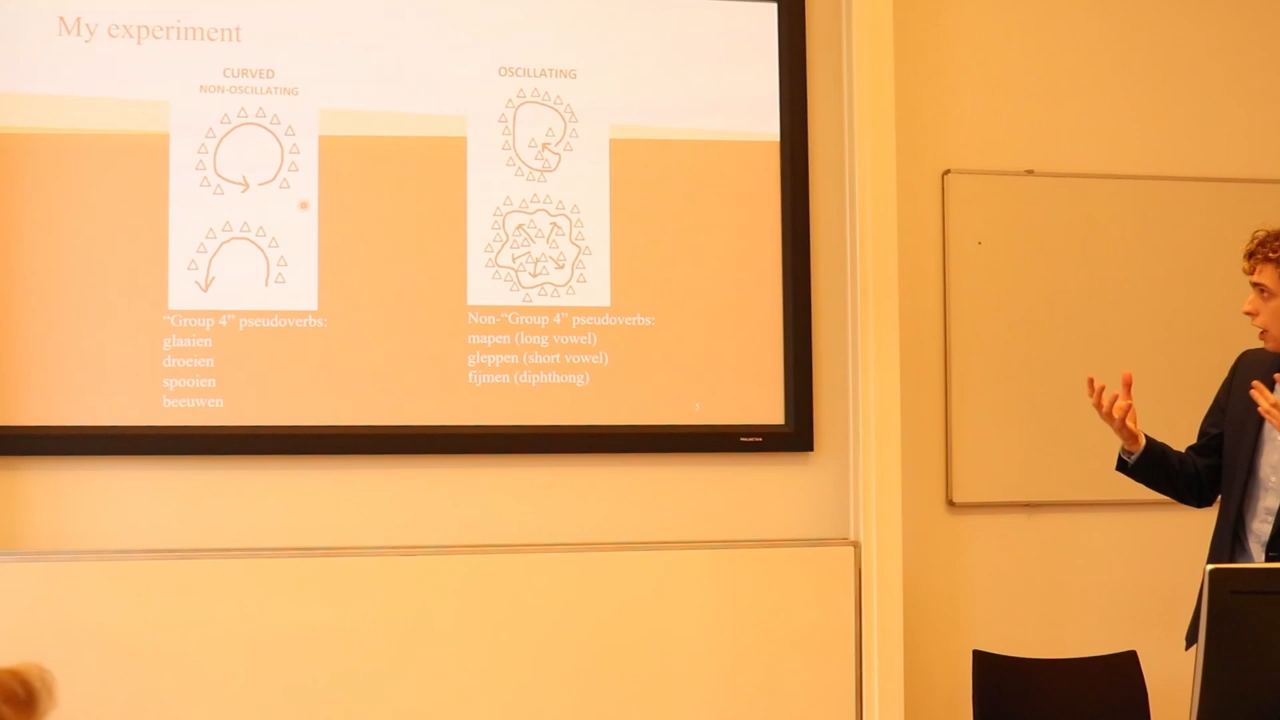 My experiment
CURVED
NON-OSCILLATING
OSCILLATING
"Group 4" pseudoverbs:
glaaien
droeien
spooien
beeuwen
Non-"Group 4" pseudoverbs:
mapen (long vowel)
gleppen (short vowel)
fijmen (diphthong)